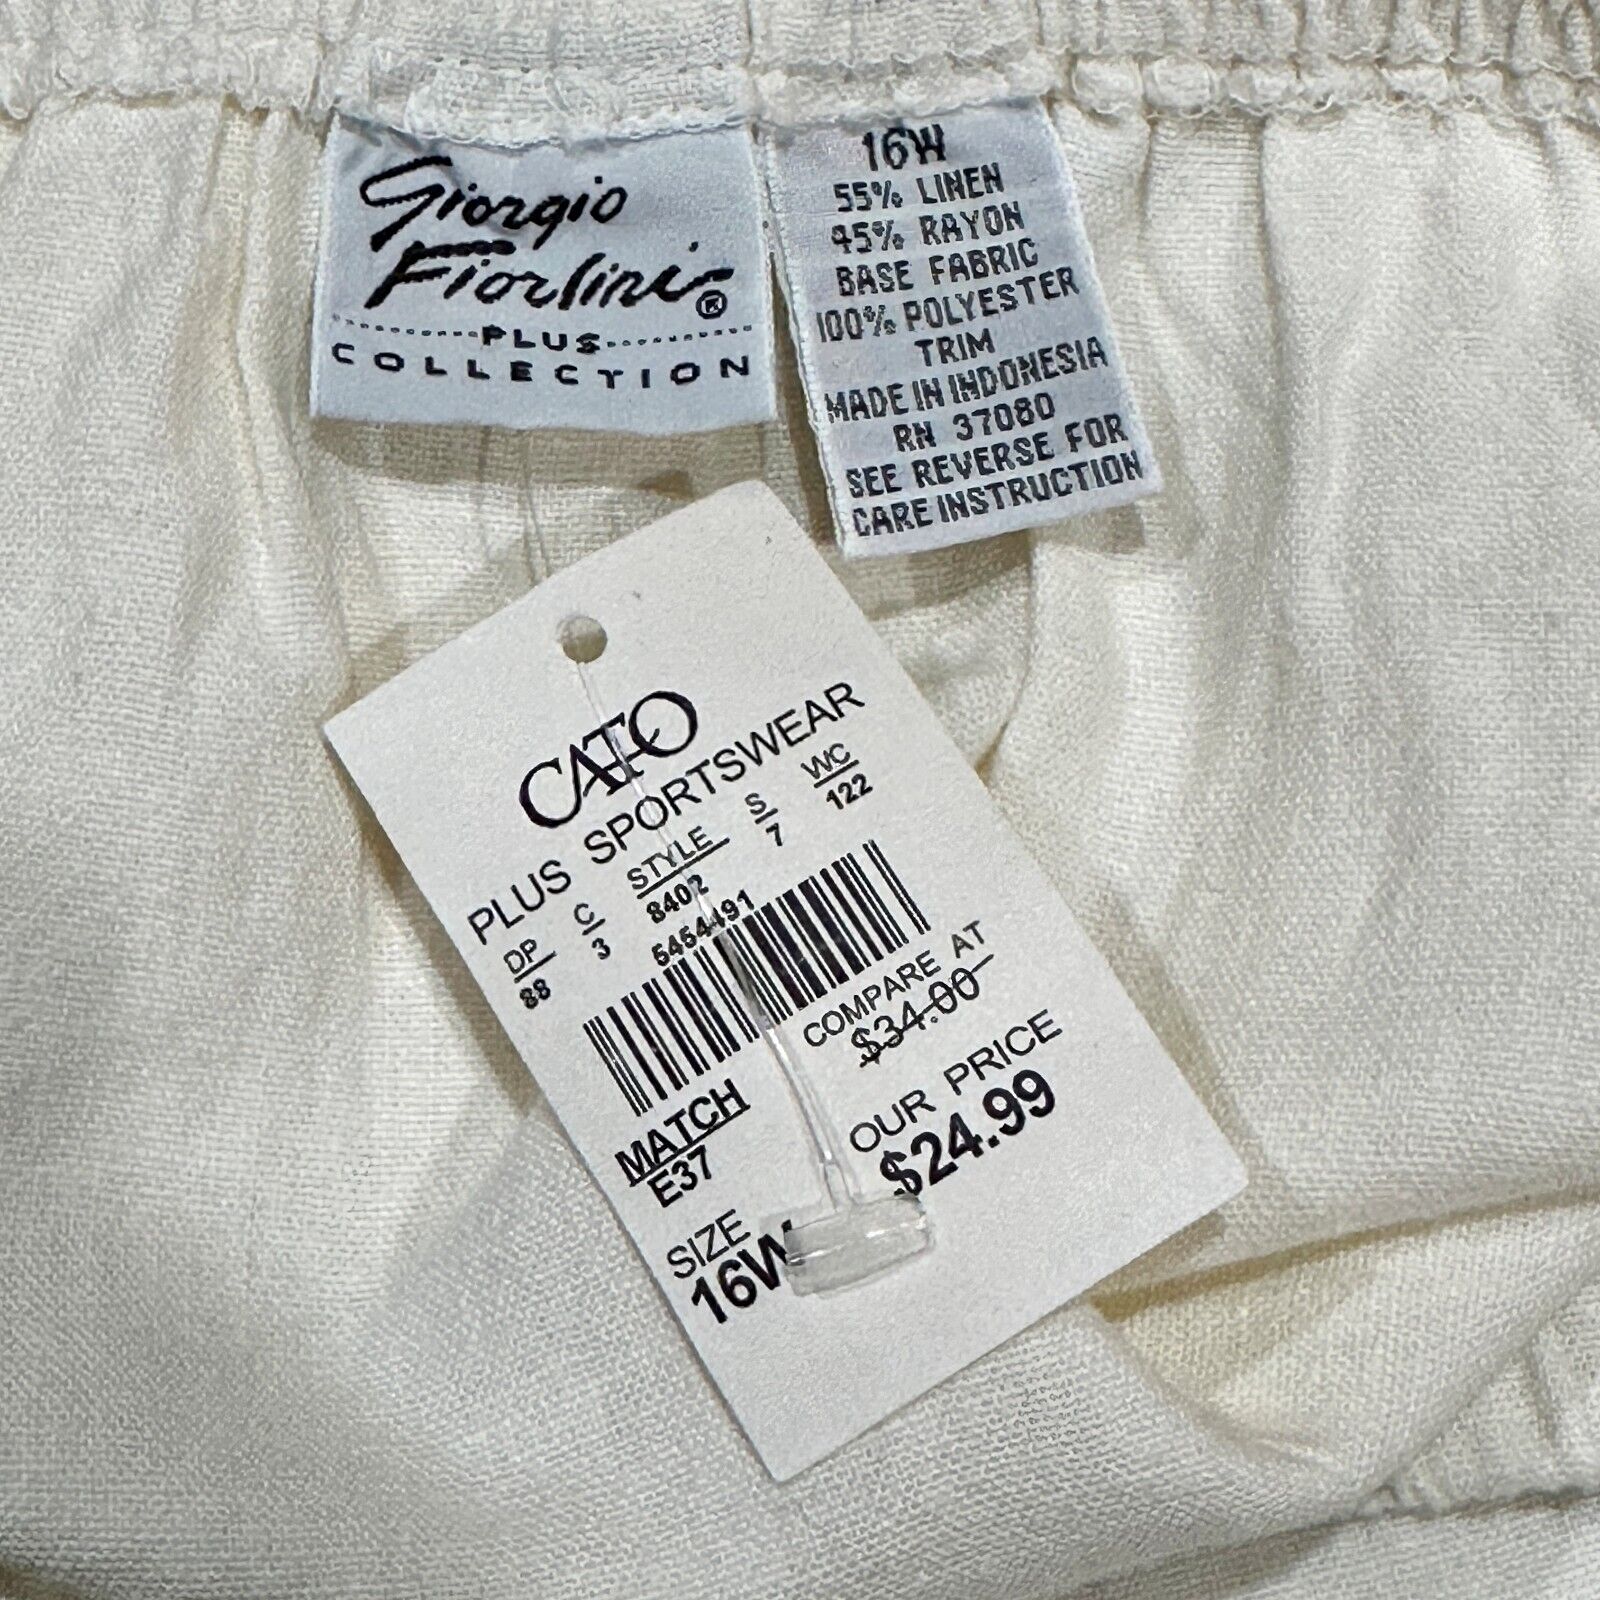 Giorgio
Fiorlini®
PLUS
COLLECTION
16W
55% LINEN
45% RAYON
BASE FABRIC
100% POLYESTER
TRIM
MADE IN INDONESIA
RN 37080
SEE REVERSE FOR
CARE INSTRUCTION
CATO
PLUS SPORTSWEAR
DP C STYLE S WC
88 3 8402 7 122
5454491
COMPARE AT
$34.00
MATCH
E37
OUR PRICE
$24.99
SIZE
16W